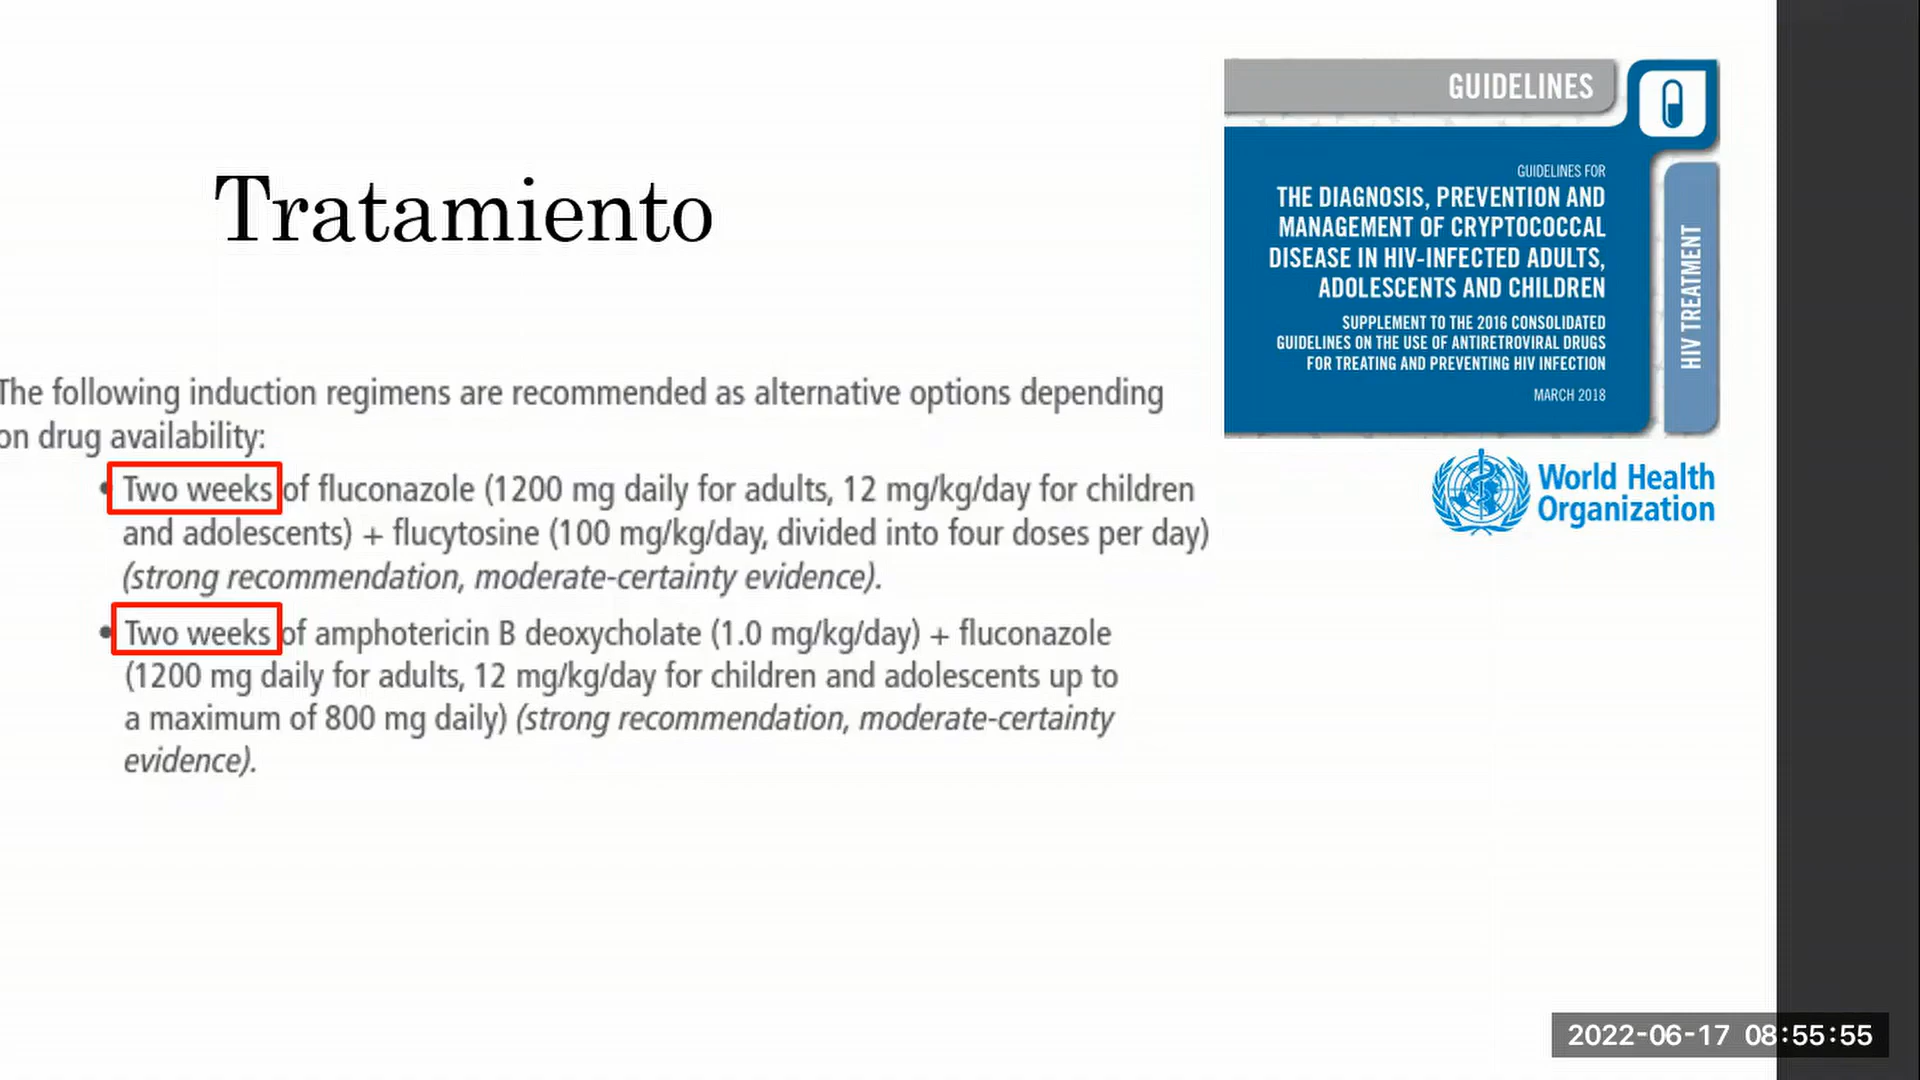 Tratamiento
GUIDELINES
GUIDELINES FOR
THE DIAGNOSIS, PREVENTION AND
MANAGEMENT OF CRYPTOCOCCAL
DISEASE IN HIV-INFECTED ADULTS,
ADOLESCENTS AND CHILDREN
SUPPLEMENT TO THE 2016 CONSOLIDATED
GUIDELINES ON THE USE OF ANTIRETROVIRAL DRUGS
FOR TREATING AND PREVENTING HIV INFECTION
MARCH 2018
HIV TREATMENT
World Health
Organization
The following induction regimens are recommended as alternative options depending
on drug availability:
• Two weeks of fluconazole (1200 mg daily for adults, 12 mg/kg/day for children
and adolescents) + flucytosine (100 mg/kg/day, divided into four doses per day)
(strong recommendation, moderate-certainty evidence).
• Two weeks of amphotericin B deoxycholate (1.0 mg/kg/day) + fluconazole
(1200 mg daily for adults, 12 mg/kg/day for children and adolescents up to
a maximum of 800 mg daily) (strong recommendation, moderate-certainty
evidence).
2022-06-17 08:55:55